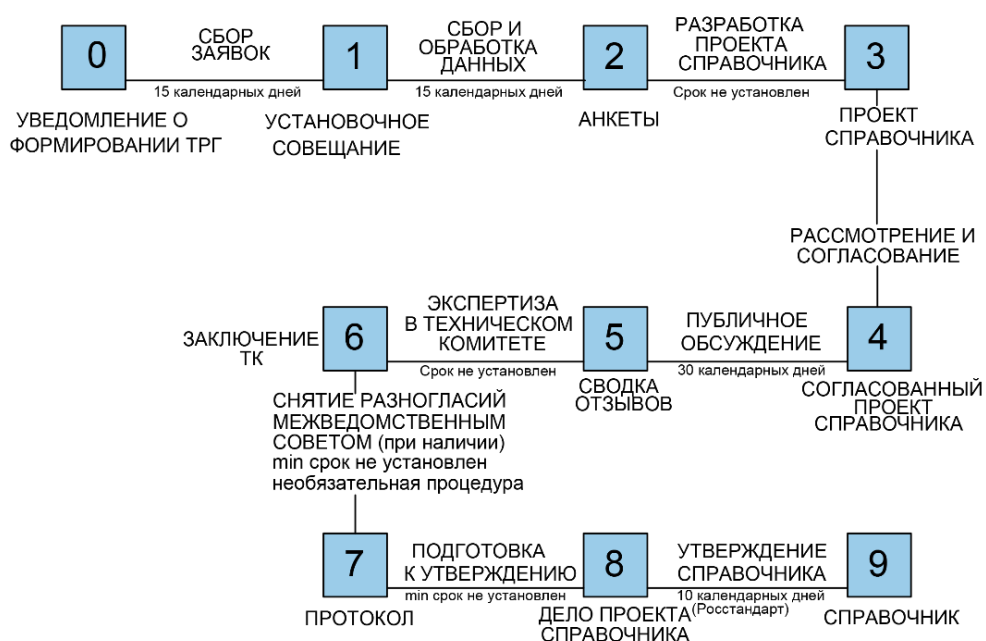 0
СБОР
ЗАЯВОК
15 календарных дней
1
СБОР И
ОБРАБОТКА
ДАННЫХ
15 календарных дней
2
РАЗРАБОТКА
ПРОЕКТА
СПРАВОЧНИКА
Срок не установлен
3
УВЕДОМЛЕНИЕ О
ФОРМИРОВАНИИ ТРГ
УСТАНОВОЧНОЕ
СОВЕЩАНИЕ
АНКЕТЫ
ПРОЕКТ
СПРАВОЧНИКА
РАССМОТРЕНИЕ И
СОГЛАСОВАНИЕ
ЗАКЛЮЧЕНИЕ
ТК
6
ЭКСПЕРТИЗА
В ТЕХНИЧЕСКОМ
КОМИТЕТЕ
Срок не установлен
5
ПУБЛИЧНОЕ
ОБСУЖДЕНИЕ
30 календарных дней
4
СВОДКА
ОТЗЫВОВ
СОГЛАСОВАННЫЙ
ПРОЕКТ
СПРАВОЧНИКА
СНЯТИЕ РАЗНОГЛАСИЙ
МЕЖВЕДОМСТВЕННЫМ
СОВЕТОМ (при наличии)
min срок не установлен
необязательная процедура
7
ПОДГОТОВКА
К УТВЕРЖДЕНИЮ
min срок не установлен
8
УТВЕРЖДЕНИЕ
СПРАВОЧНИКА
10 календарных дней
(Росстандарт)
9
ПРОТОКОЛ
ДЕЛО ПРОЕКТА
СПРАВОЧНИКА
СПРАВОЧНИК